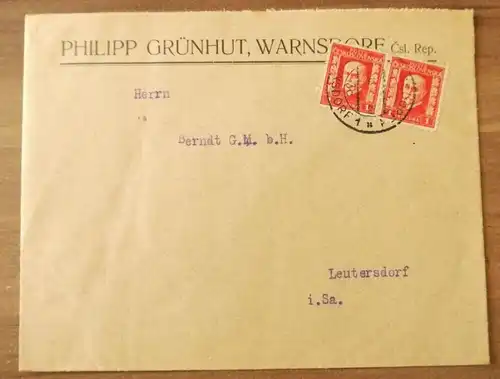 PHILIPP GRÜNHUT, WARNSDORF Čsl. Rep.
Herrn
Berndt G.M. b.H.
Leutersdorf
i.Sa.